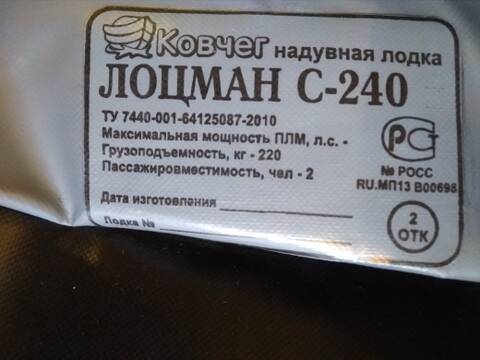 Ковчег надувная лодка
ЛОЦМАН С-240
ТУ 7440-001-64125087-2010
Максимальная мощность ПЛМ, л.с. -
Грузоподъемность, кг - 220
Пассажировместимость, чел - 2
РСТ
№ РОСС
RU.МП13 В00698
Дата изготовления
Лодка №
2
ОТК